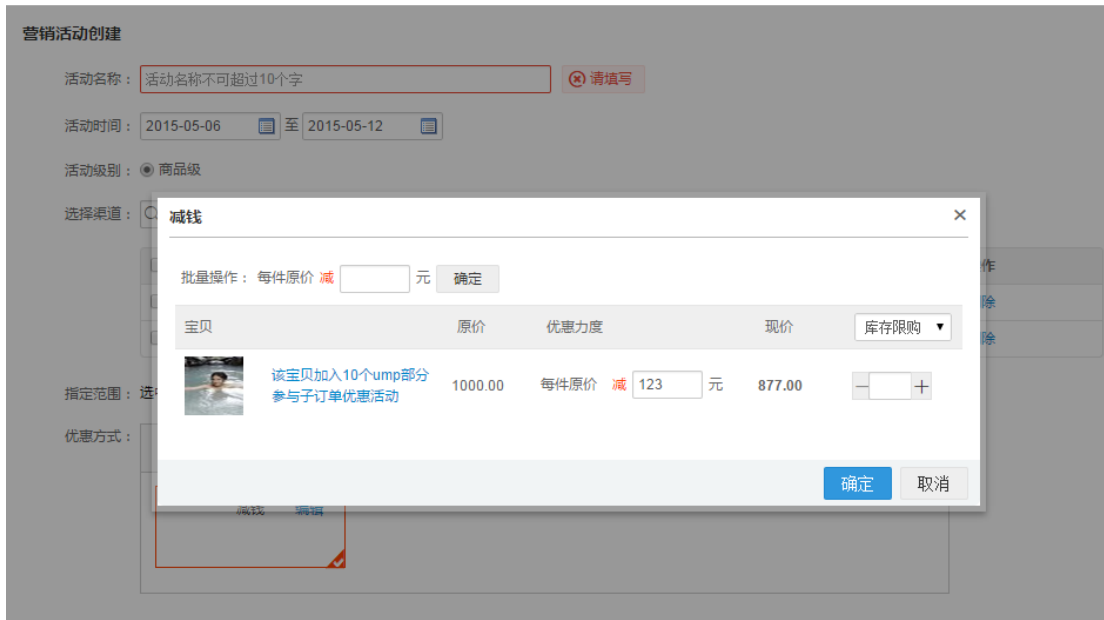 营销活动创建
活动名称： 活动名称不可超过10个字 请填写
活动时间： 2015-05-06 至 2015-05-12
活动级别： 商品级
选择渠道：
减钱 ×
批量操作： 每件原价 减 元 确定
作
宝贝 原价 优惠力度 现价 库存限购
除
该宝贝加入10个ump部分
参与子订单优惠活动
1000.00 每件原价 减 123 元 877.00
除
指定范围： 选
优惠方式：
确定 取消
减钱 编辑